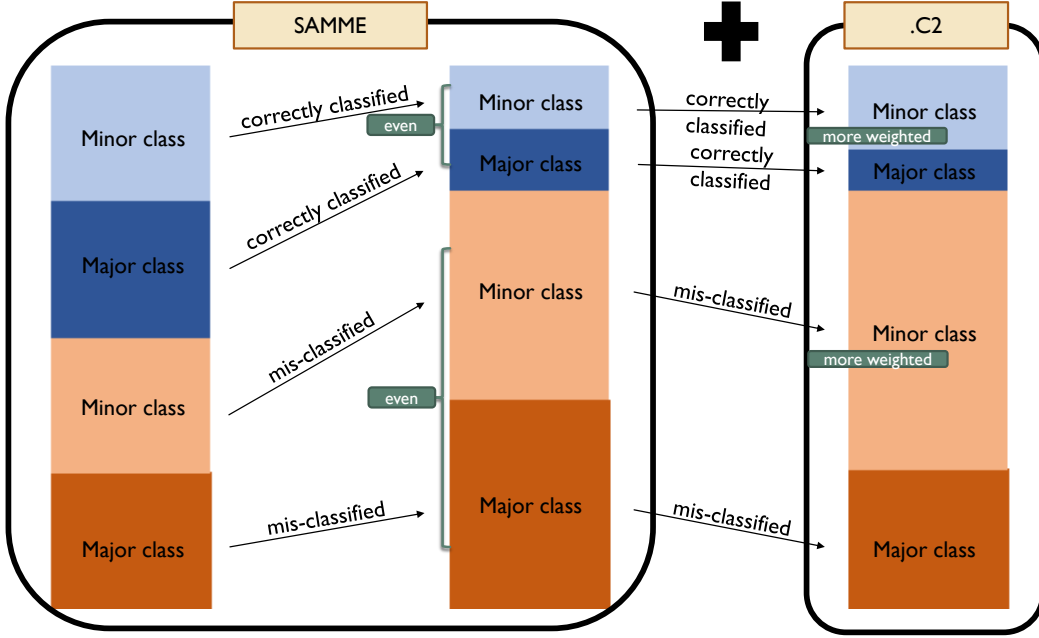 SAMME
.C2
Minor class
correctly classified
even
Minor class
correctly
classified
Minor class
more weighted
Major class
correctly classified
Major class
correctly
classified
Major class
Minor class
mis-classified
even
Minor class
mis-classified
Minor class
more weighted
Major class
mis-classified
Major class
mis-classified
Major class